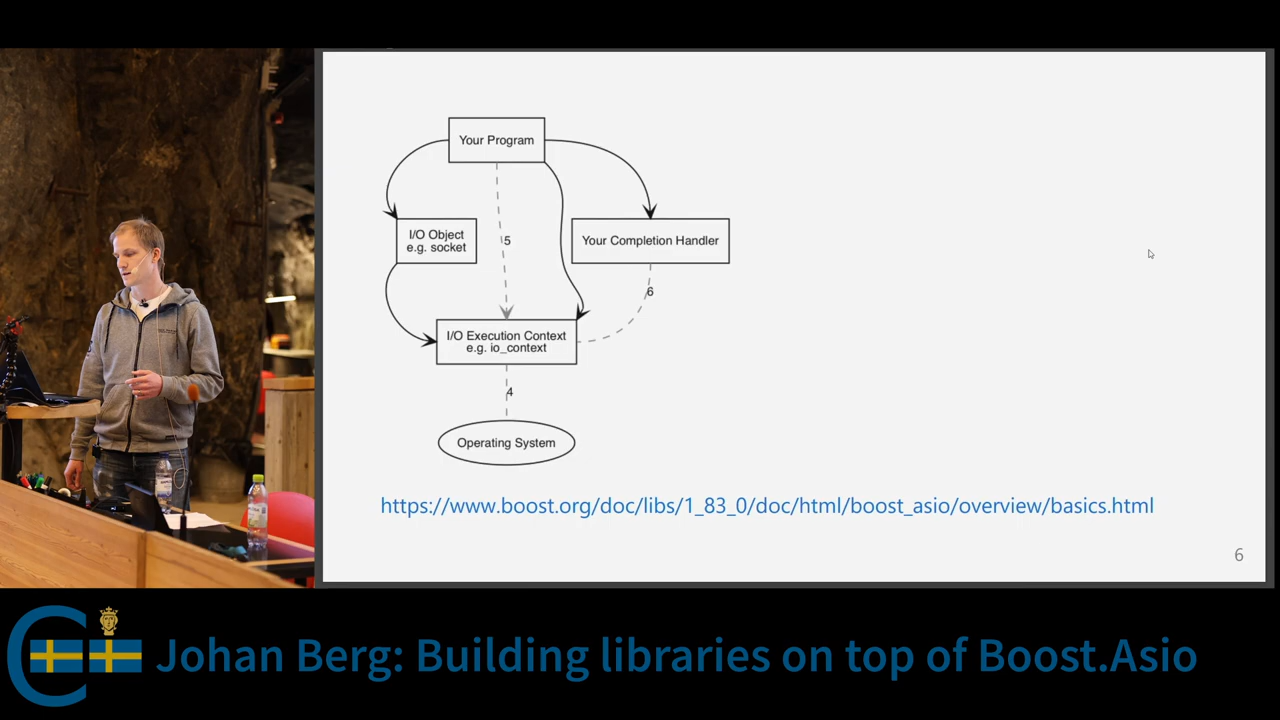 Your Program
I/O Object
e.g. socket
5
Your Completion Handler
6
I/O Execution Context
e.g. io_context
4
Operating System
https://www.boost.org/doc/libs/1_83_0/doc/html/boost_asio/overview/basics.html
6
Johan Berg: Building libraries on top of Boost.Asio